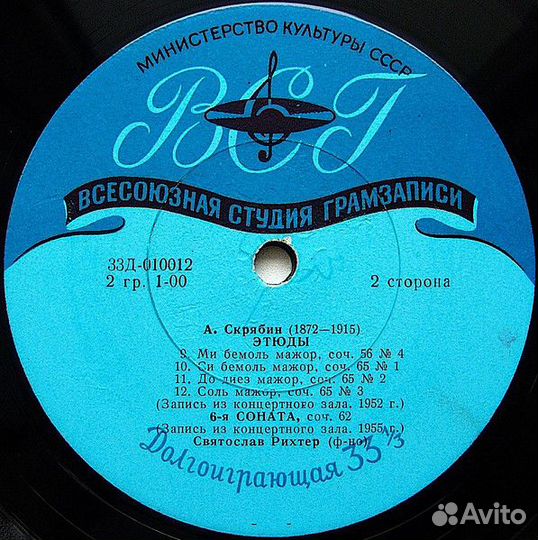 МИНИСТЕРСТВО КУЛЬТУРЫ СССР
ВСГ
ВСЕСОЮЗНАЯ СТУДИЯ ГРАМЗАПИСИ
33Д-010012
2 гр. 1-00
2 сторона
А. Скрябин (1872—1915)
ЭТЮДЫ
9. Ми бемоль мажор, соч. 56 № 4
10. Си бемоль мажор, соч. 65 № 1
11. До диез мажор, соч. 65 № 2
12. Соль мажор, соч. 65 № 3
(Запись из концертного зала. 1952 г.)
6-я СОНАТА, соч. 62
(Запись из концертного зала. 1955 г.)
Святослав Рихтер (ф-но)
Долгоиграющая 33 1/3
Avito